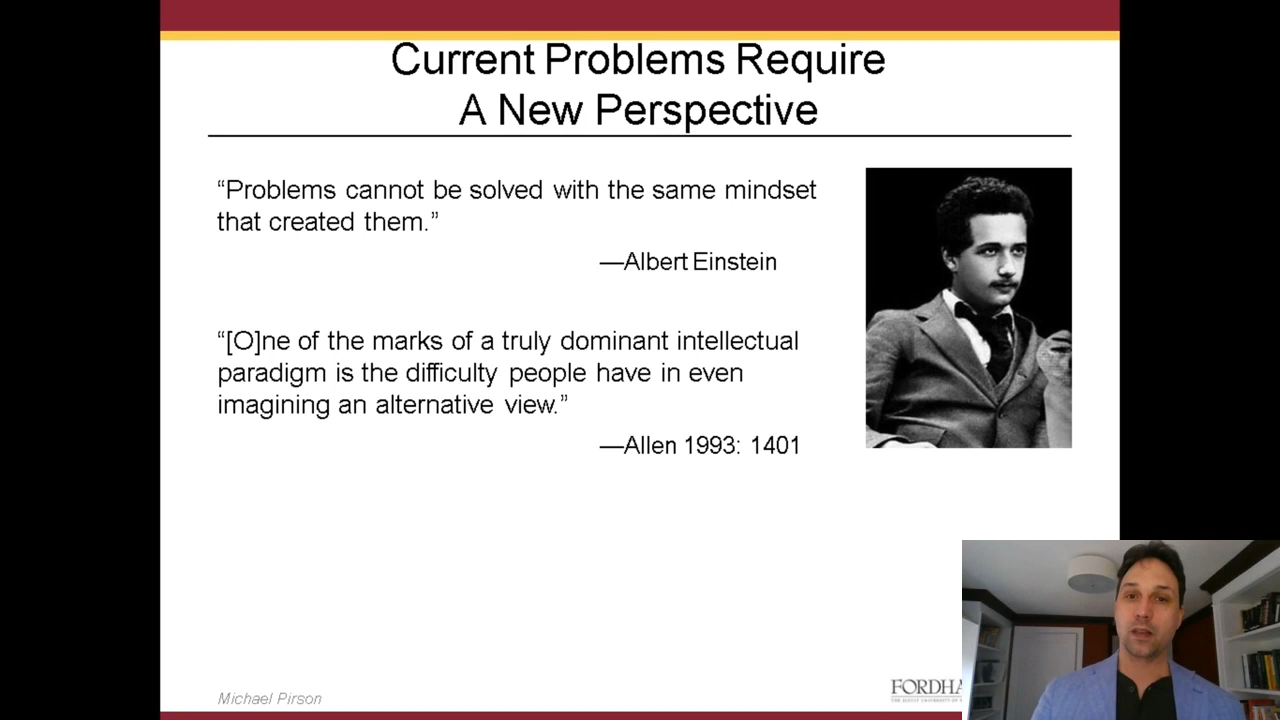 Current Problems Require
A New Perspective
“Problems cannot be solved with the same mindset
that created them.”
—Albert Einstein
“[O]ne of the marks of a truly dominant intellectual
paradigm is the difficulty people have in even
imagining an alternative view.”
—Allen 1993: 1401
Michael Pirson
FORDHA